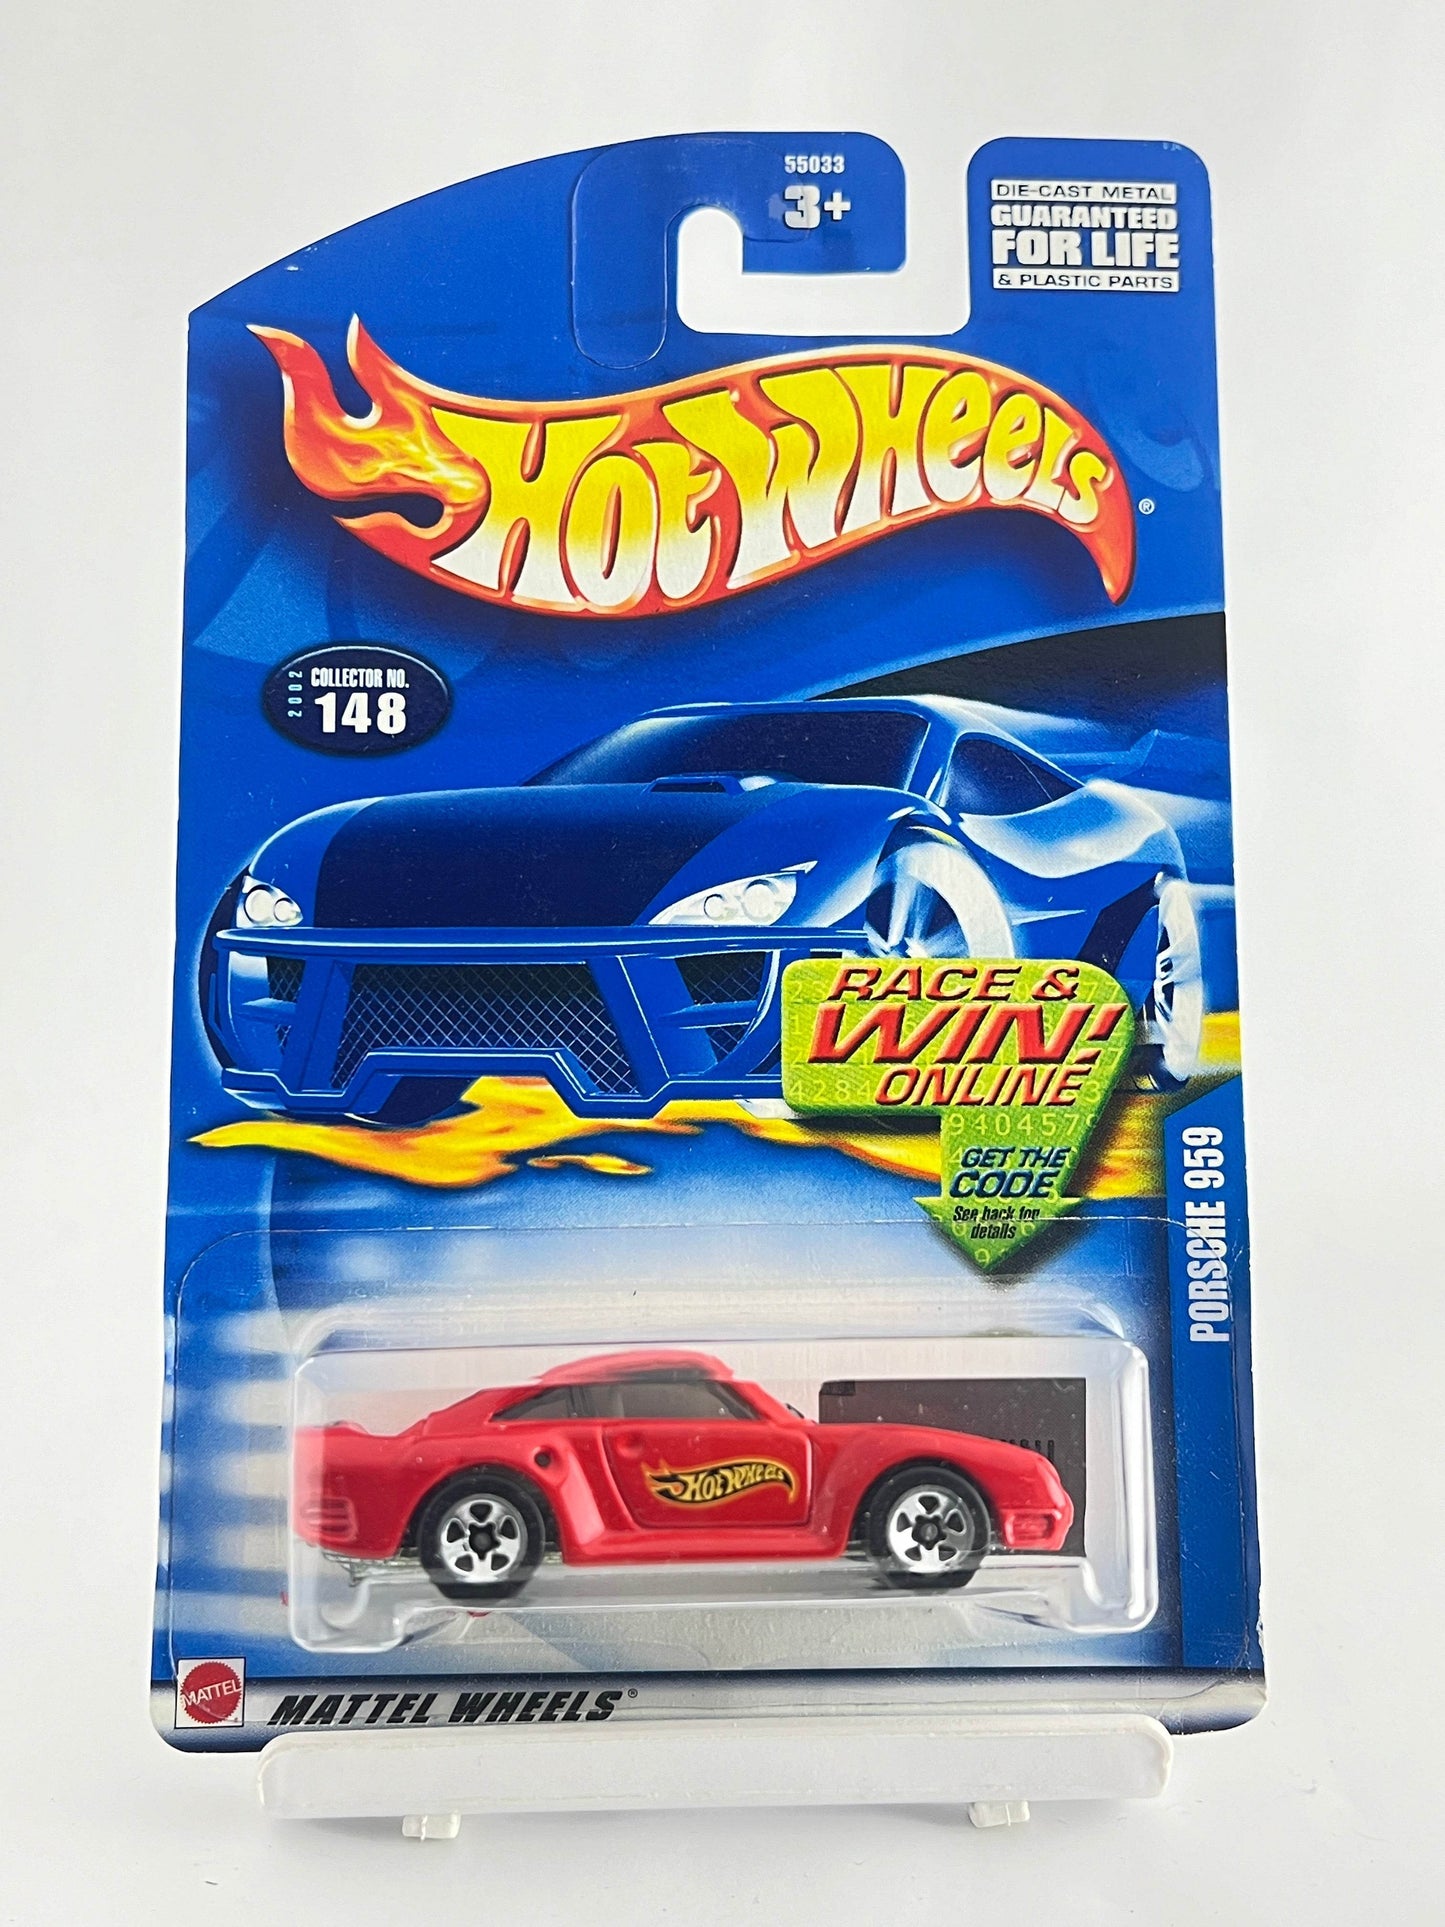 55033
3+
DIE-CAST METAL
GUARANTEED
FOR LIFE
& PLASTIC PARTS
HOT WHEELS®
2002
COLLECTOR NO.
148
RACE &
WIN!
ONLINE
GET THE
CODE
See back for
details
PORSCHE 959
HOT WHEELS
MATTEL
MATTEL WHEELS®